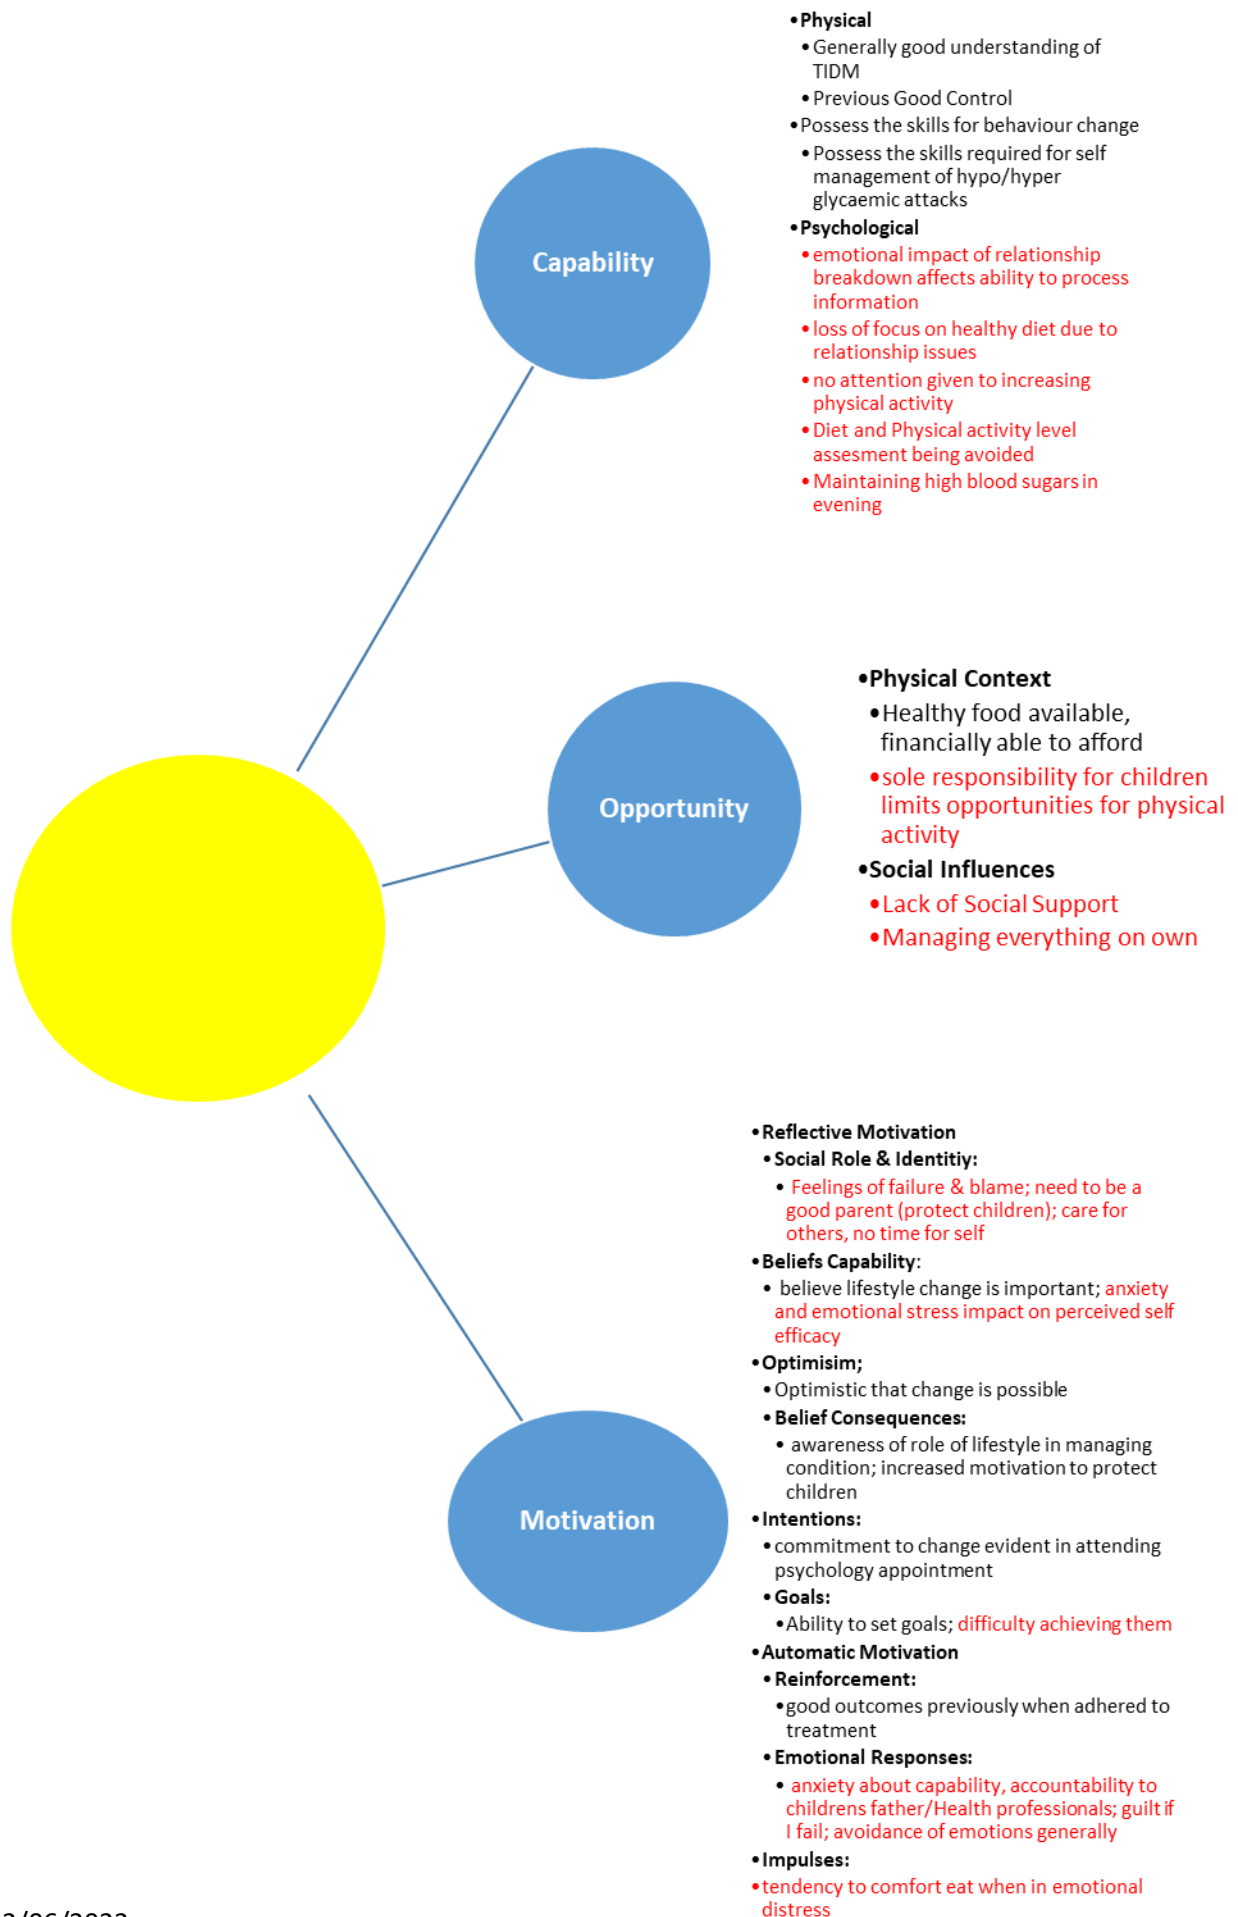 •Physical
•Generally good understanding of
TIDM
•Previous Good Control
•Possess the skills for behaviour change
•Possess the skills required for self
management of hypo/hyper
glycaemic attacks
•Psychological
•emotional impact of relationship
breakdown affects ability to process
information
•loss of focus on healthy diet due to
relationship issues
•no attention given to increasing
physical activity
•Diet and Physical activity level
assesment being avoided
•Maintaining high blood sugars in
evening
Capability
•Physical Context
•Healthy food available,
financially able to afford
•sole responsibility for children
limits opportunities for physical
activity
•Social Influences
•Lack of Social Support
•Managing everything on own
Opportunity
•Reflective Motivation
•Social Role & Identitiy:
• Feelings of failure & blame; need to be a
good parent (protect children); care for
others, no time for self
•Beliefs Capability:
• believe lifestyle change is important; anxiety
and emotional stress impact on perceived self
efficacy
•Optimisim;
•Optimistic that change is possible
•Belief Consequences:
• awareness of role of lifestyle in managing
condition; increased motivation to protect
children
•Intentions:
•commitment to change evident in attending
psychology appointment
•Goals:
•Ability to set goals; difficulty achieving them
•Automatic Motivation
•Reinforcement:
•good outcomes previously when adhered to
treatment
•Emotional Responses:
• anxiety about capability, accountability to
childrens father/Health professionals; guilt if
I fail; avoidance of emotions generally
•Impulses:
•tendency to comfort eat when in emotional
distress
Motivation